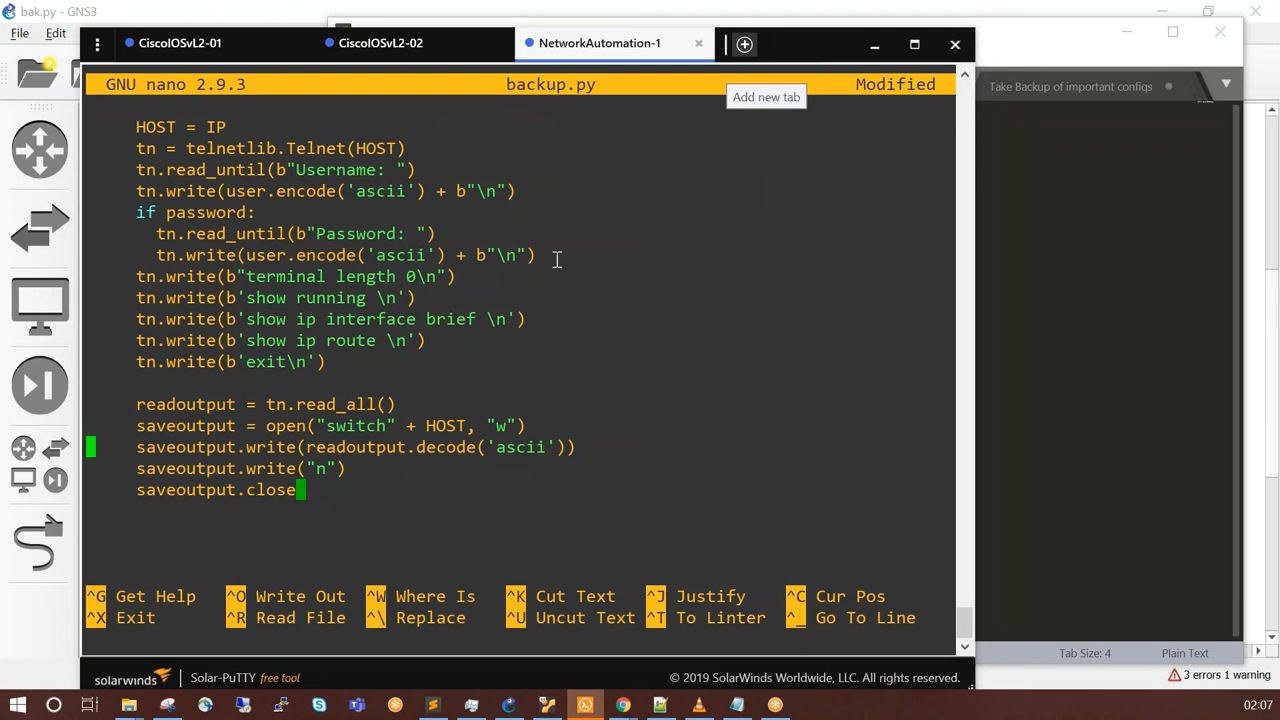 bak.py - GNS3
File Edit
CiscoIOSvL2-01 CiscoIOSvL2-02 NetworkAutomation-1
GNU nano 2.9.3 backup.py Modified
Add new tab
Take Backup of important configs
HOST = IP
tn = telnetlib.Telnet(HOST)
tn.read_until(b"Username: ")
tn.write(user.encode('ascii') + b"\n")
if password:
tn.read_until(b"Password: ")
tn.write(user.encode('ascii') + b"\n")
tn.write(b"terminal length 0\n")
tn.write(b'show running \n')
tn.write(b'show ip interface brief \n')
tn.write(b'show ip route \n')
tn.write(b'exit\n')
readoutput = tn.read_all()
saveoutput = open("switch" + HOST, "w")
saveoutput.write(readoutput.decode('ascii'))
saveoutput.write("n")
saveoutput.close
^G Get Help ^O Write Out ^W Where Is ^K Cut Text ^J Justify ^C Cur Pos
^X Exit ^R Read File ^\ Replace ^U Uncut Text ^T To Linter ^_ Go To Line
Tab Size: 4 Plain Text
solarwinds Solar-PuTTY free tool © 2019 SolarWinds Worldwide, LLC. All rights reserved.
3 errors 1 warning
02:07